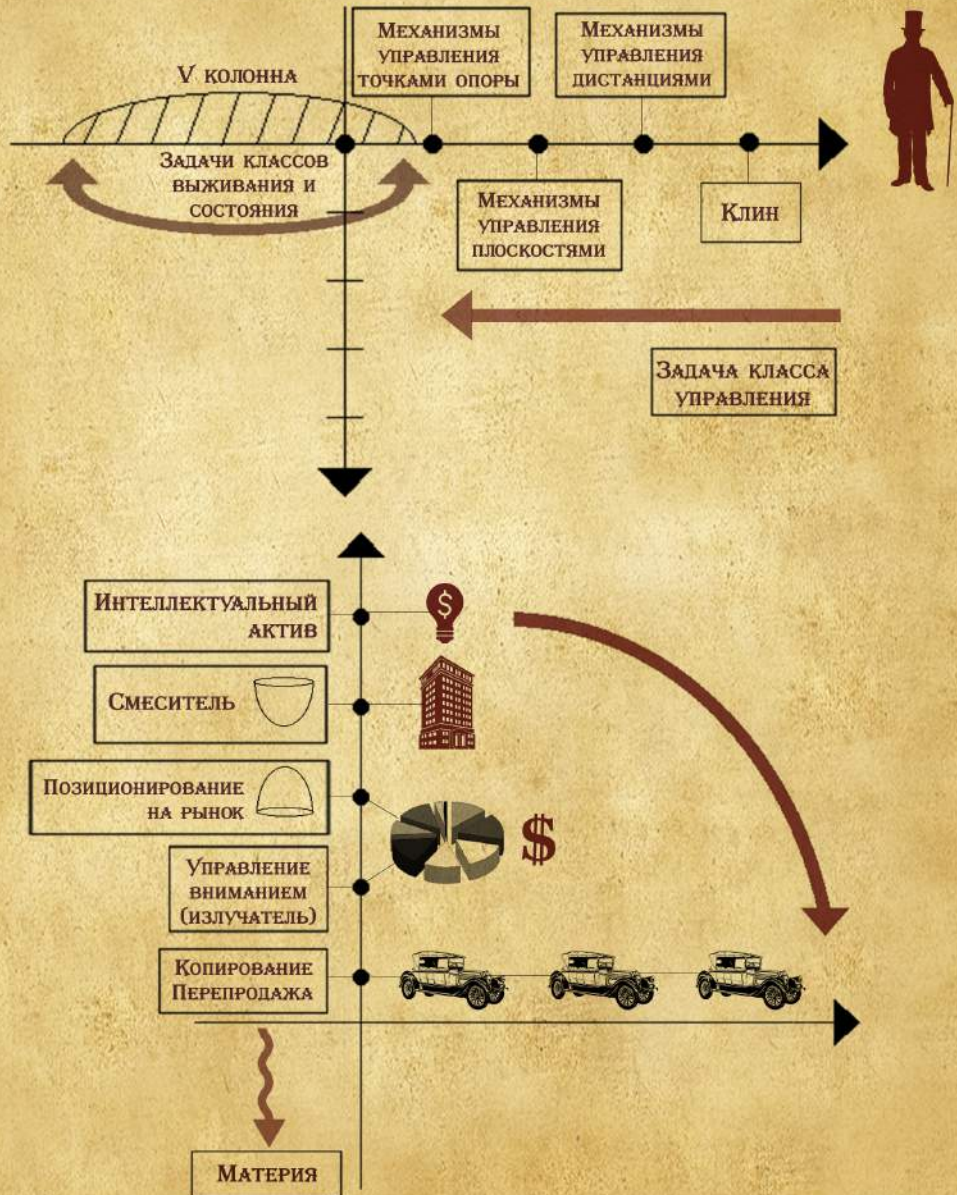 Механизмы
управления
точками опоры
Механизмы
управления
дистанциями
V колонна
Задачи классов
выживания и
состояния
Механизмы
управления
плоскостями
Клин
Задача класса
управления
Интеллектуальный
актив
$
Смеситель
Позиционирование
на рынок
$
Управление
вниманием
(излучатель)
Копирование
Перепродажа
Материя